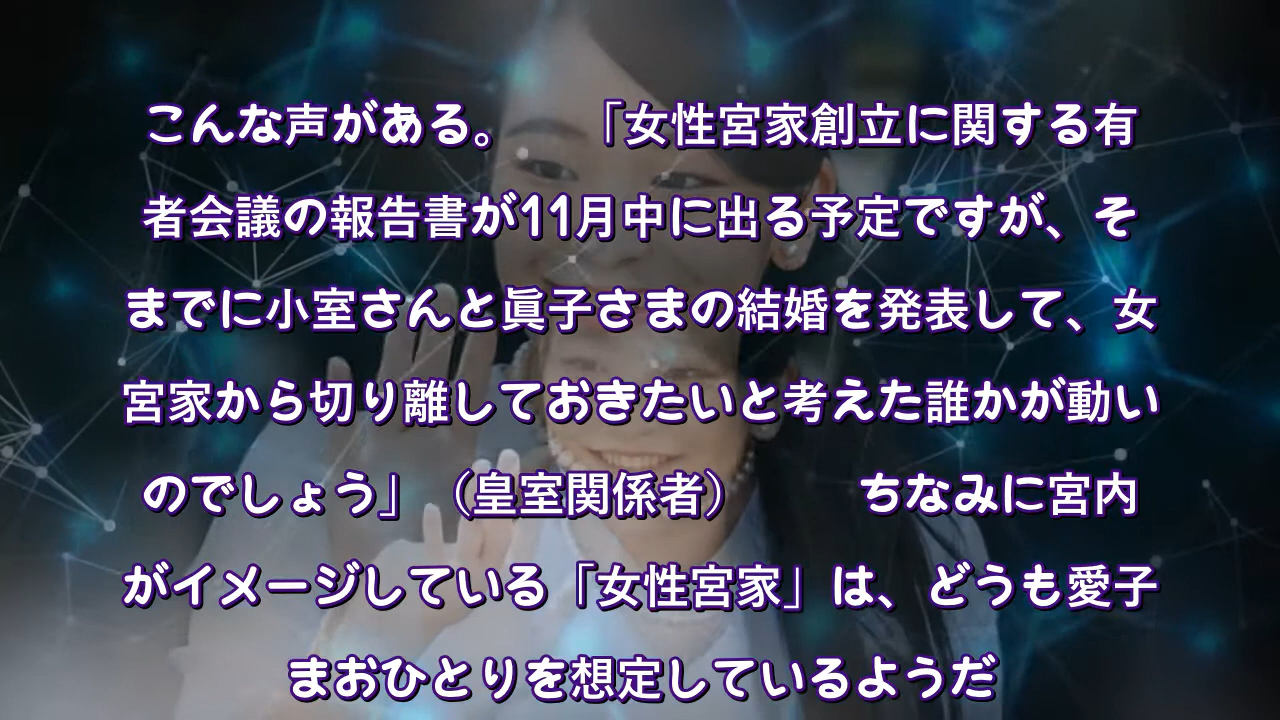 こんな声がある。　　「女性宮家創立に関する有
者会議の報告書が11月中に出る予定ですが、そ
までに小室さんと眞子さまの結婚を発表して、女
宮家から切り離しておきたいと考えた誰かが動い
のでしょう」（皇室関係者）　　ちなみに宮内
がイメージしている「女性宮家」は、どうも愛子
まおひとりを想定しているようだ